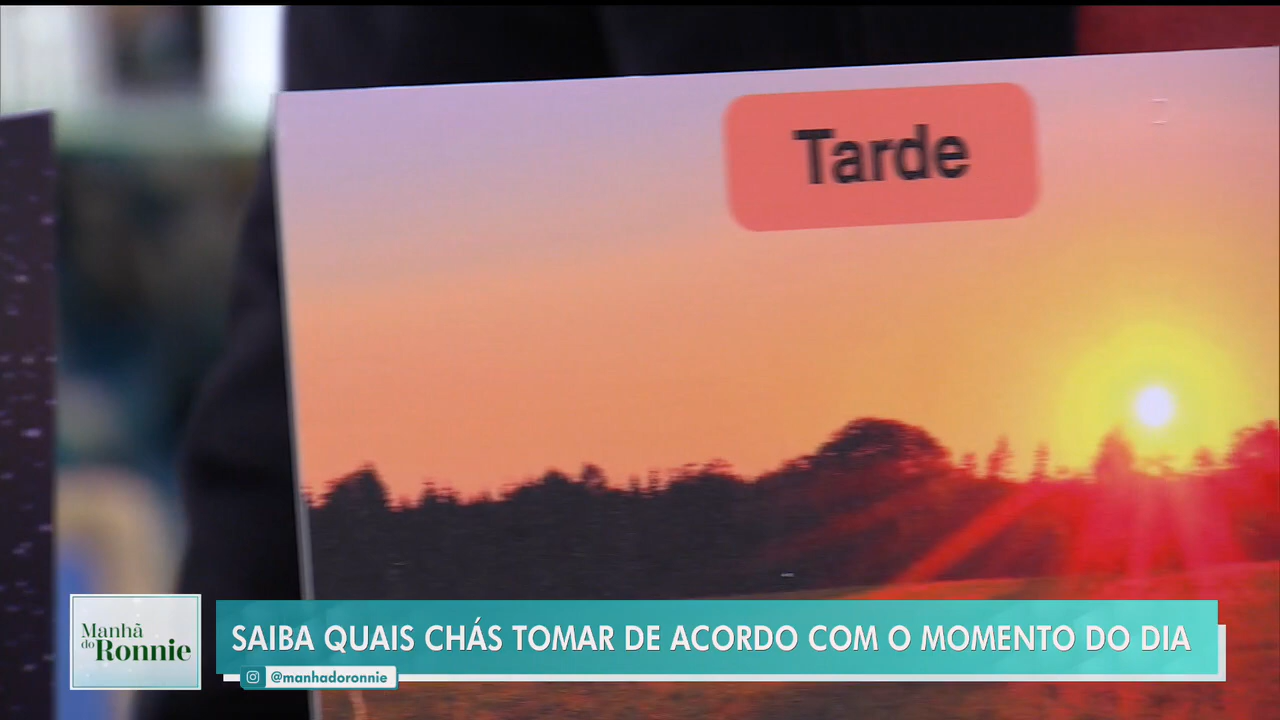 Tarde
Manhã
do Ronnie
SAIBA QUAIS CHÁS TOMAR DE ACORDO COM O MOMENTO DO DIA
@manhadoronnie